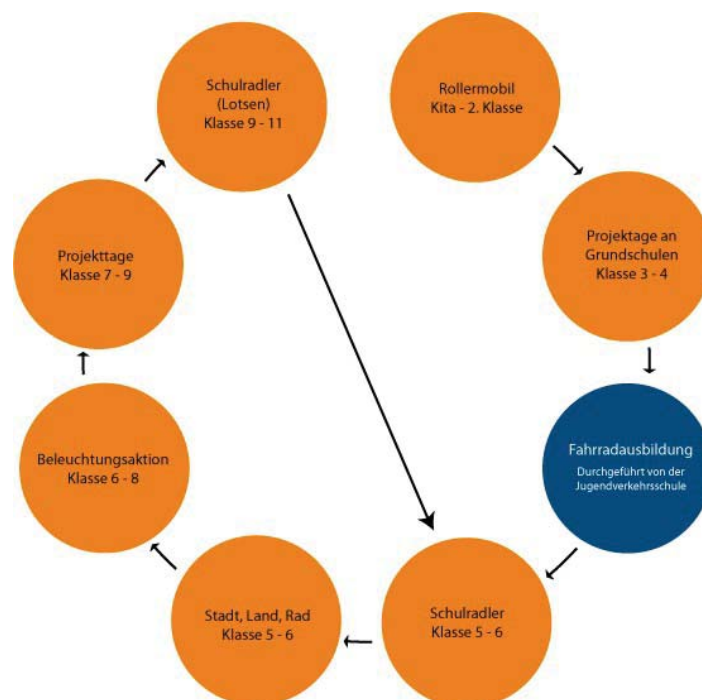 Schulradler
(Lotsen)
Klasse 9 - 11
Rollermobil
Kita - 2. Klasse
Projekttage
Klasse 7 - 9
Projektage an
Grundschulen
Klasse 3 - 4
Beleuchtungsaktion
Klasse 6 - 8
Fahrradausbildung
Durchgeführt von der
Jugendverkehrsschule
Stadt, Land, Rad
Klasse 5 - 6
Schulradler
Klasse 5 - 6